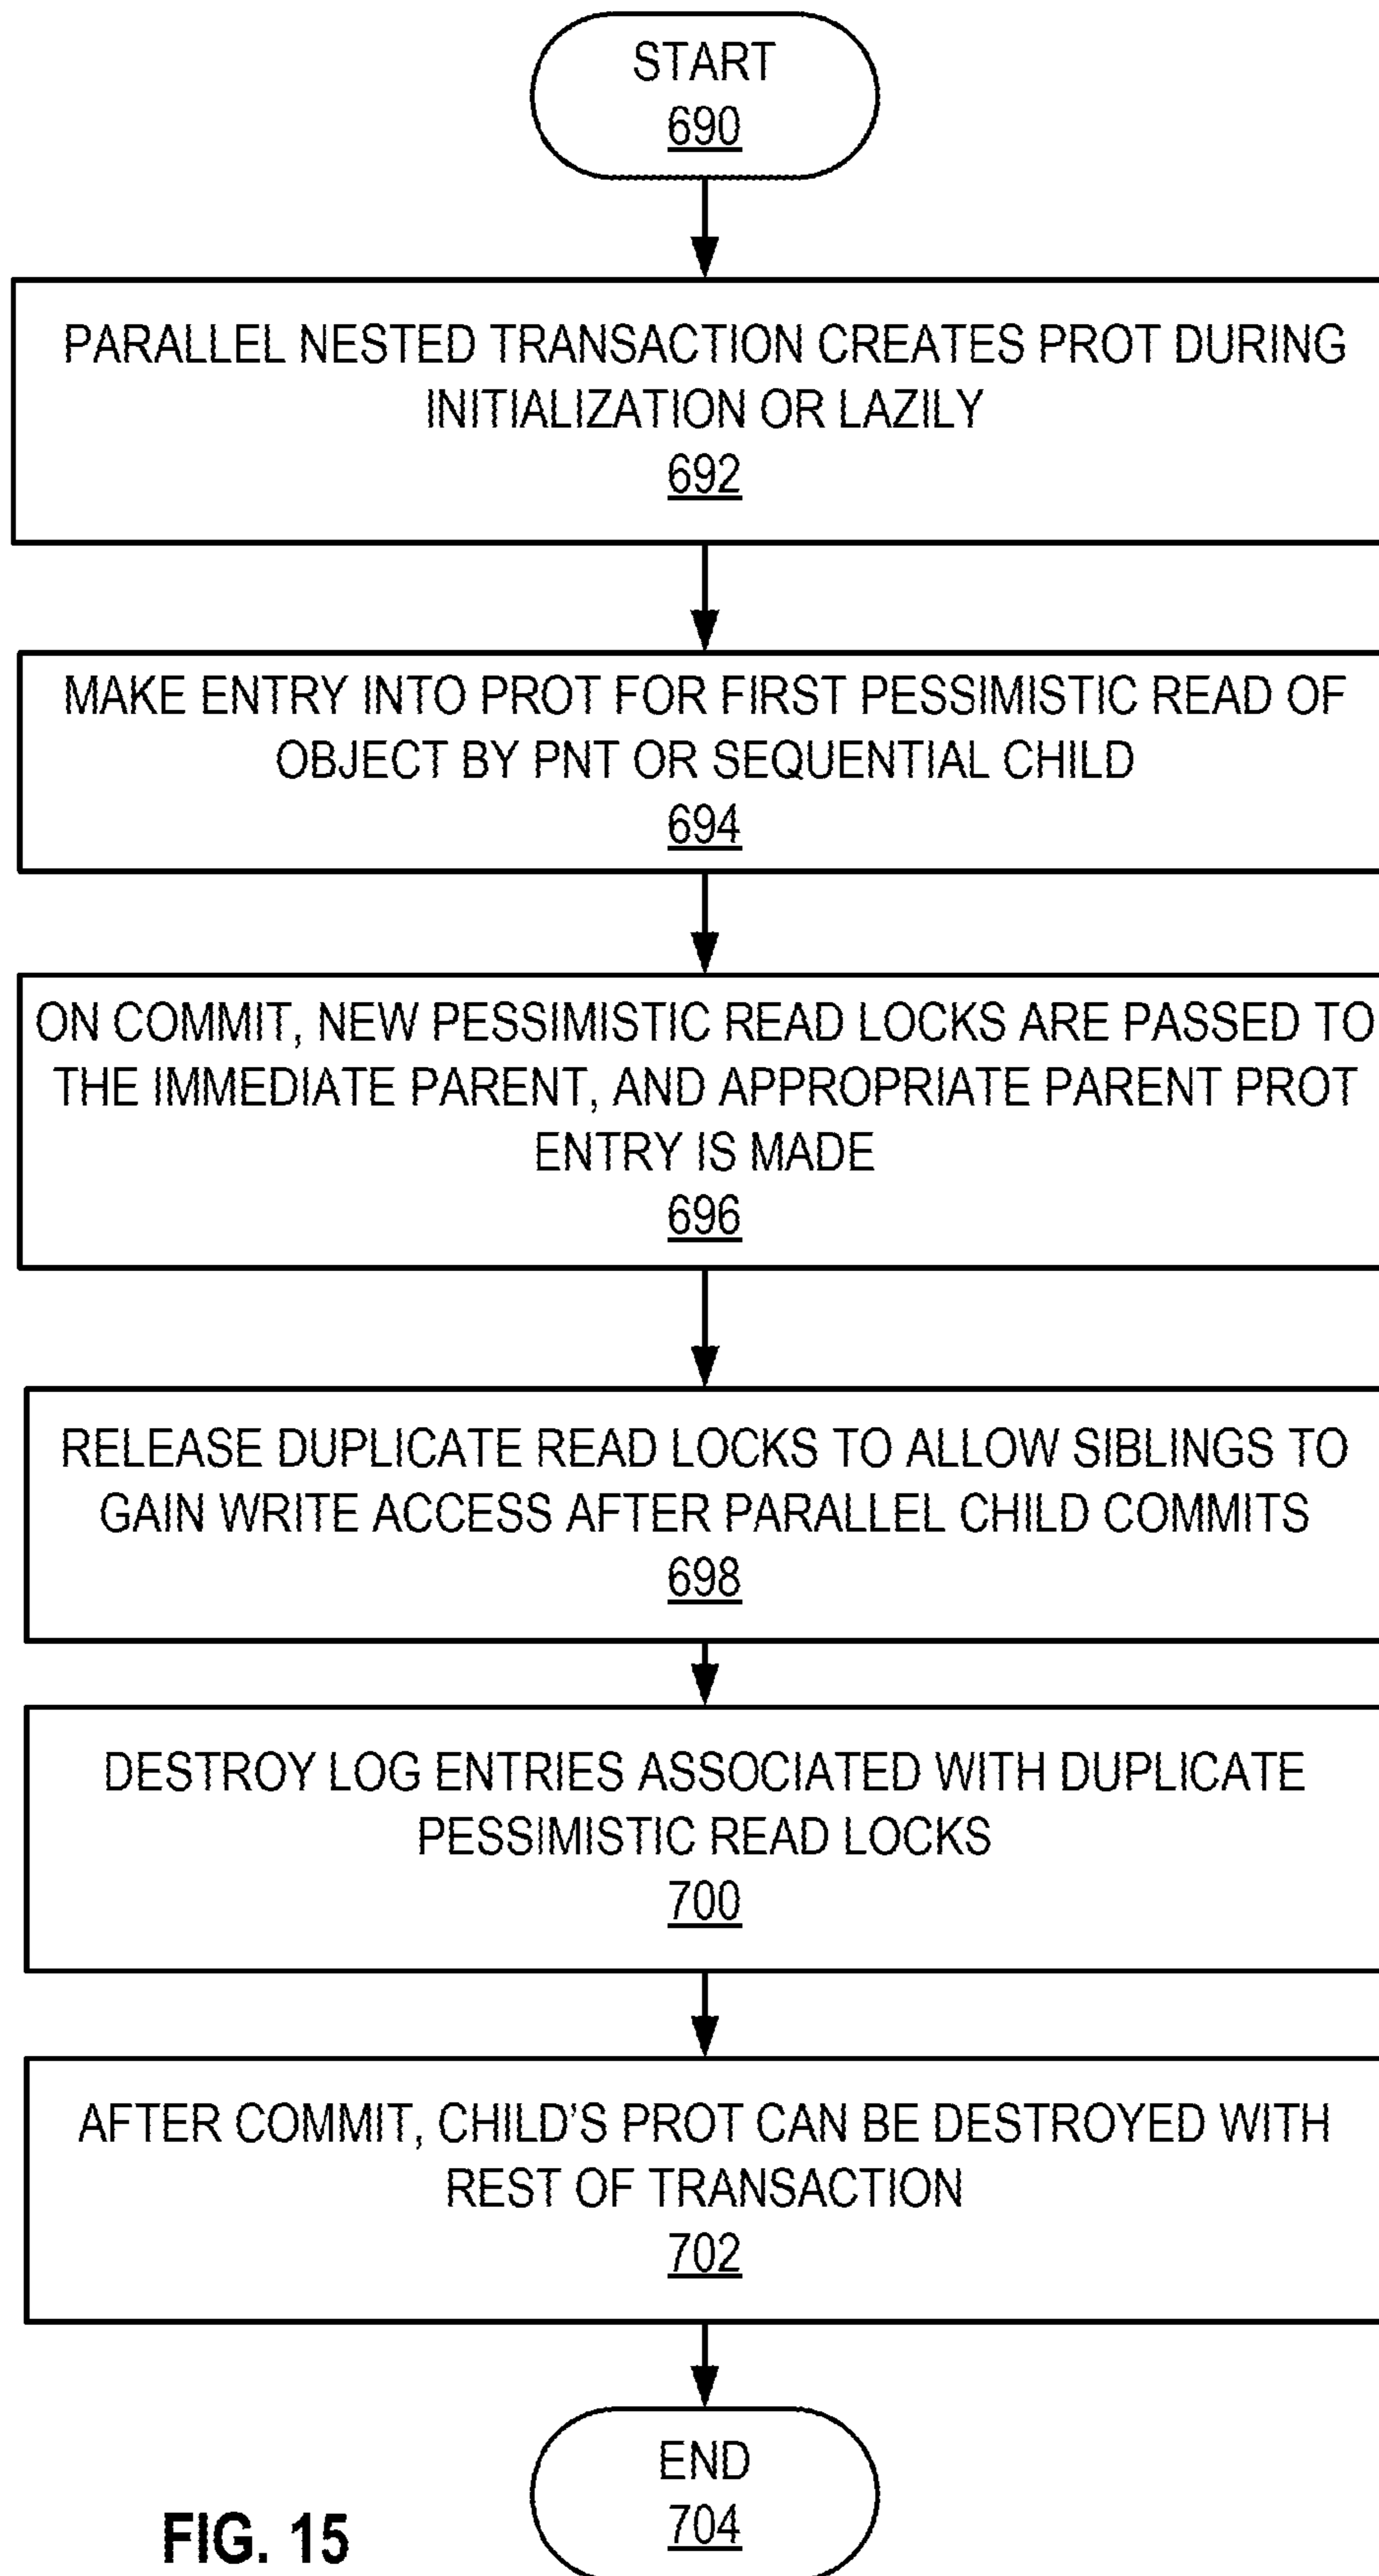 START
690
PARALLEL NESTED TRANSACTION CREATES PROT DURING
INITIALIZATION OR LAZILY
692
MAKE ENTRY INTO PROT FOR FIRST PESSIMISTIC READ OF
OBJECT BY PNT OR SEQUENTIAL CHILD
694
ON COMMIT, NEW PESSIMISTIC READ LOCKS ARE PASSED TO
THE IMMEDIATE PARENT, AND APPROPRIATE PARENT PROT
ENTRY IS MADE
696
RELEASE DUPLICATE READ LOCKS TO ALLOW SIBLINGS TO
GAIN WRITE ACCESS AFTER PARALLEL CHILD COMMITS
698
DESTROY LOG ENTRIES ASSOCIATED WITH DUPLICATE
PESSIMISTIC READ LOCKS
700
AFTER COMMIT, CHILD'S PROT CAN BE DESTROYED WITH
REST OF TRANSACTION
702
END
704
FIG. 15